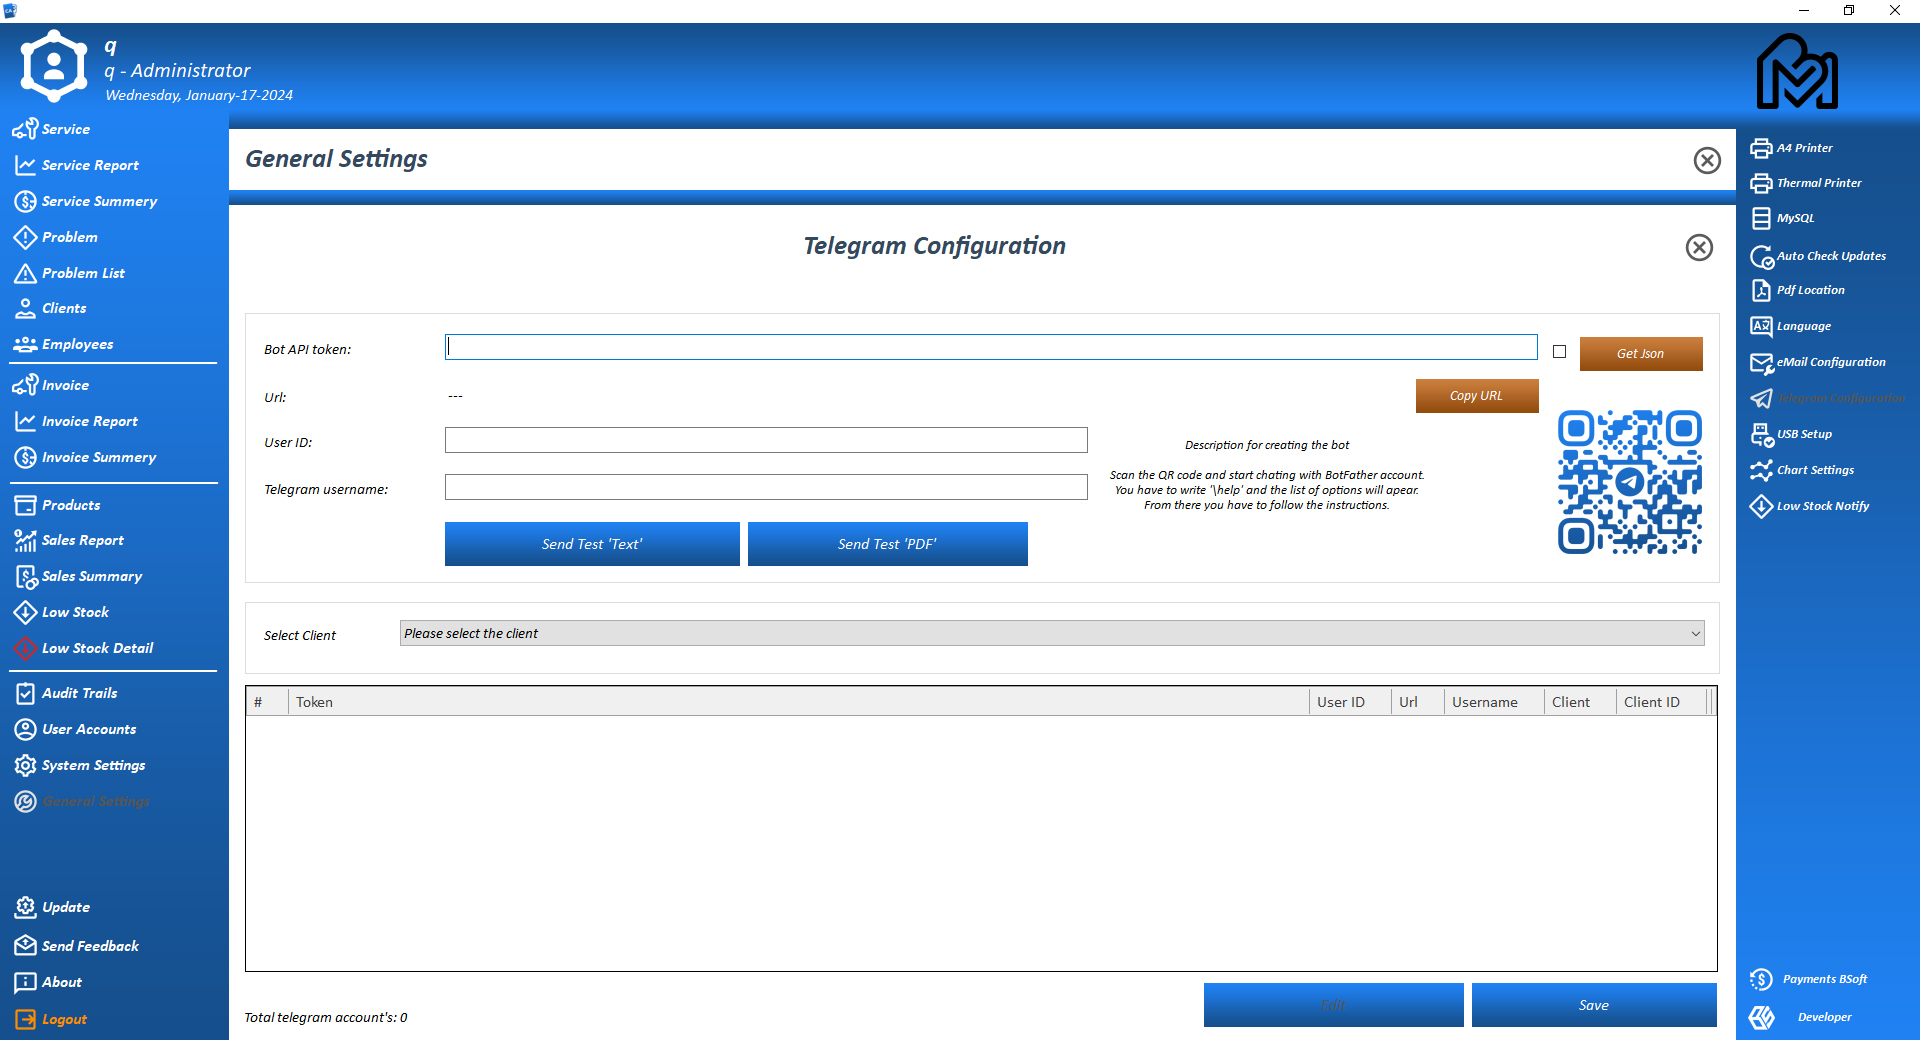 q
q - Administrator
Wednesday, January-17-2024
Service
Service Report
Service Summery
Problem
Problem List
Clients
Employees
Invoice
Invoice Report
Invoice Summery
Products
Sales Report
Sales Summary
Low Stock
Low Stock Detail
Audit Trails
User Accounts
System Settings
General Settings
Update
Send Feedback
About
Logout
General Settings
Telegram Configuration
Bot API token:
Get Json
Url:
---
Copy URL
User ID:
Telegram username:
Description for creating the bot
Scan the QR code and start chating with BotFather account.
You have to write '\help' and the list of options will apear.
From there you have to follow the instructions.
Send Test 'Text'
Send Test 'PDF'
Select Client
Please select the client
# Token User ID Url Username Client Client ID
Total telegram account's: 0
Edit
Save
A4 Printer
Thermal Printer
MySQL
Auto Check Updates
Pdf Location
Language
eMail Configuration
Telegram Configuration
USB Setup
Chart Settings
Low Stock Notify
Payments BSoft
Developer